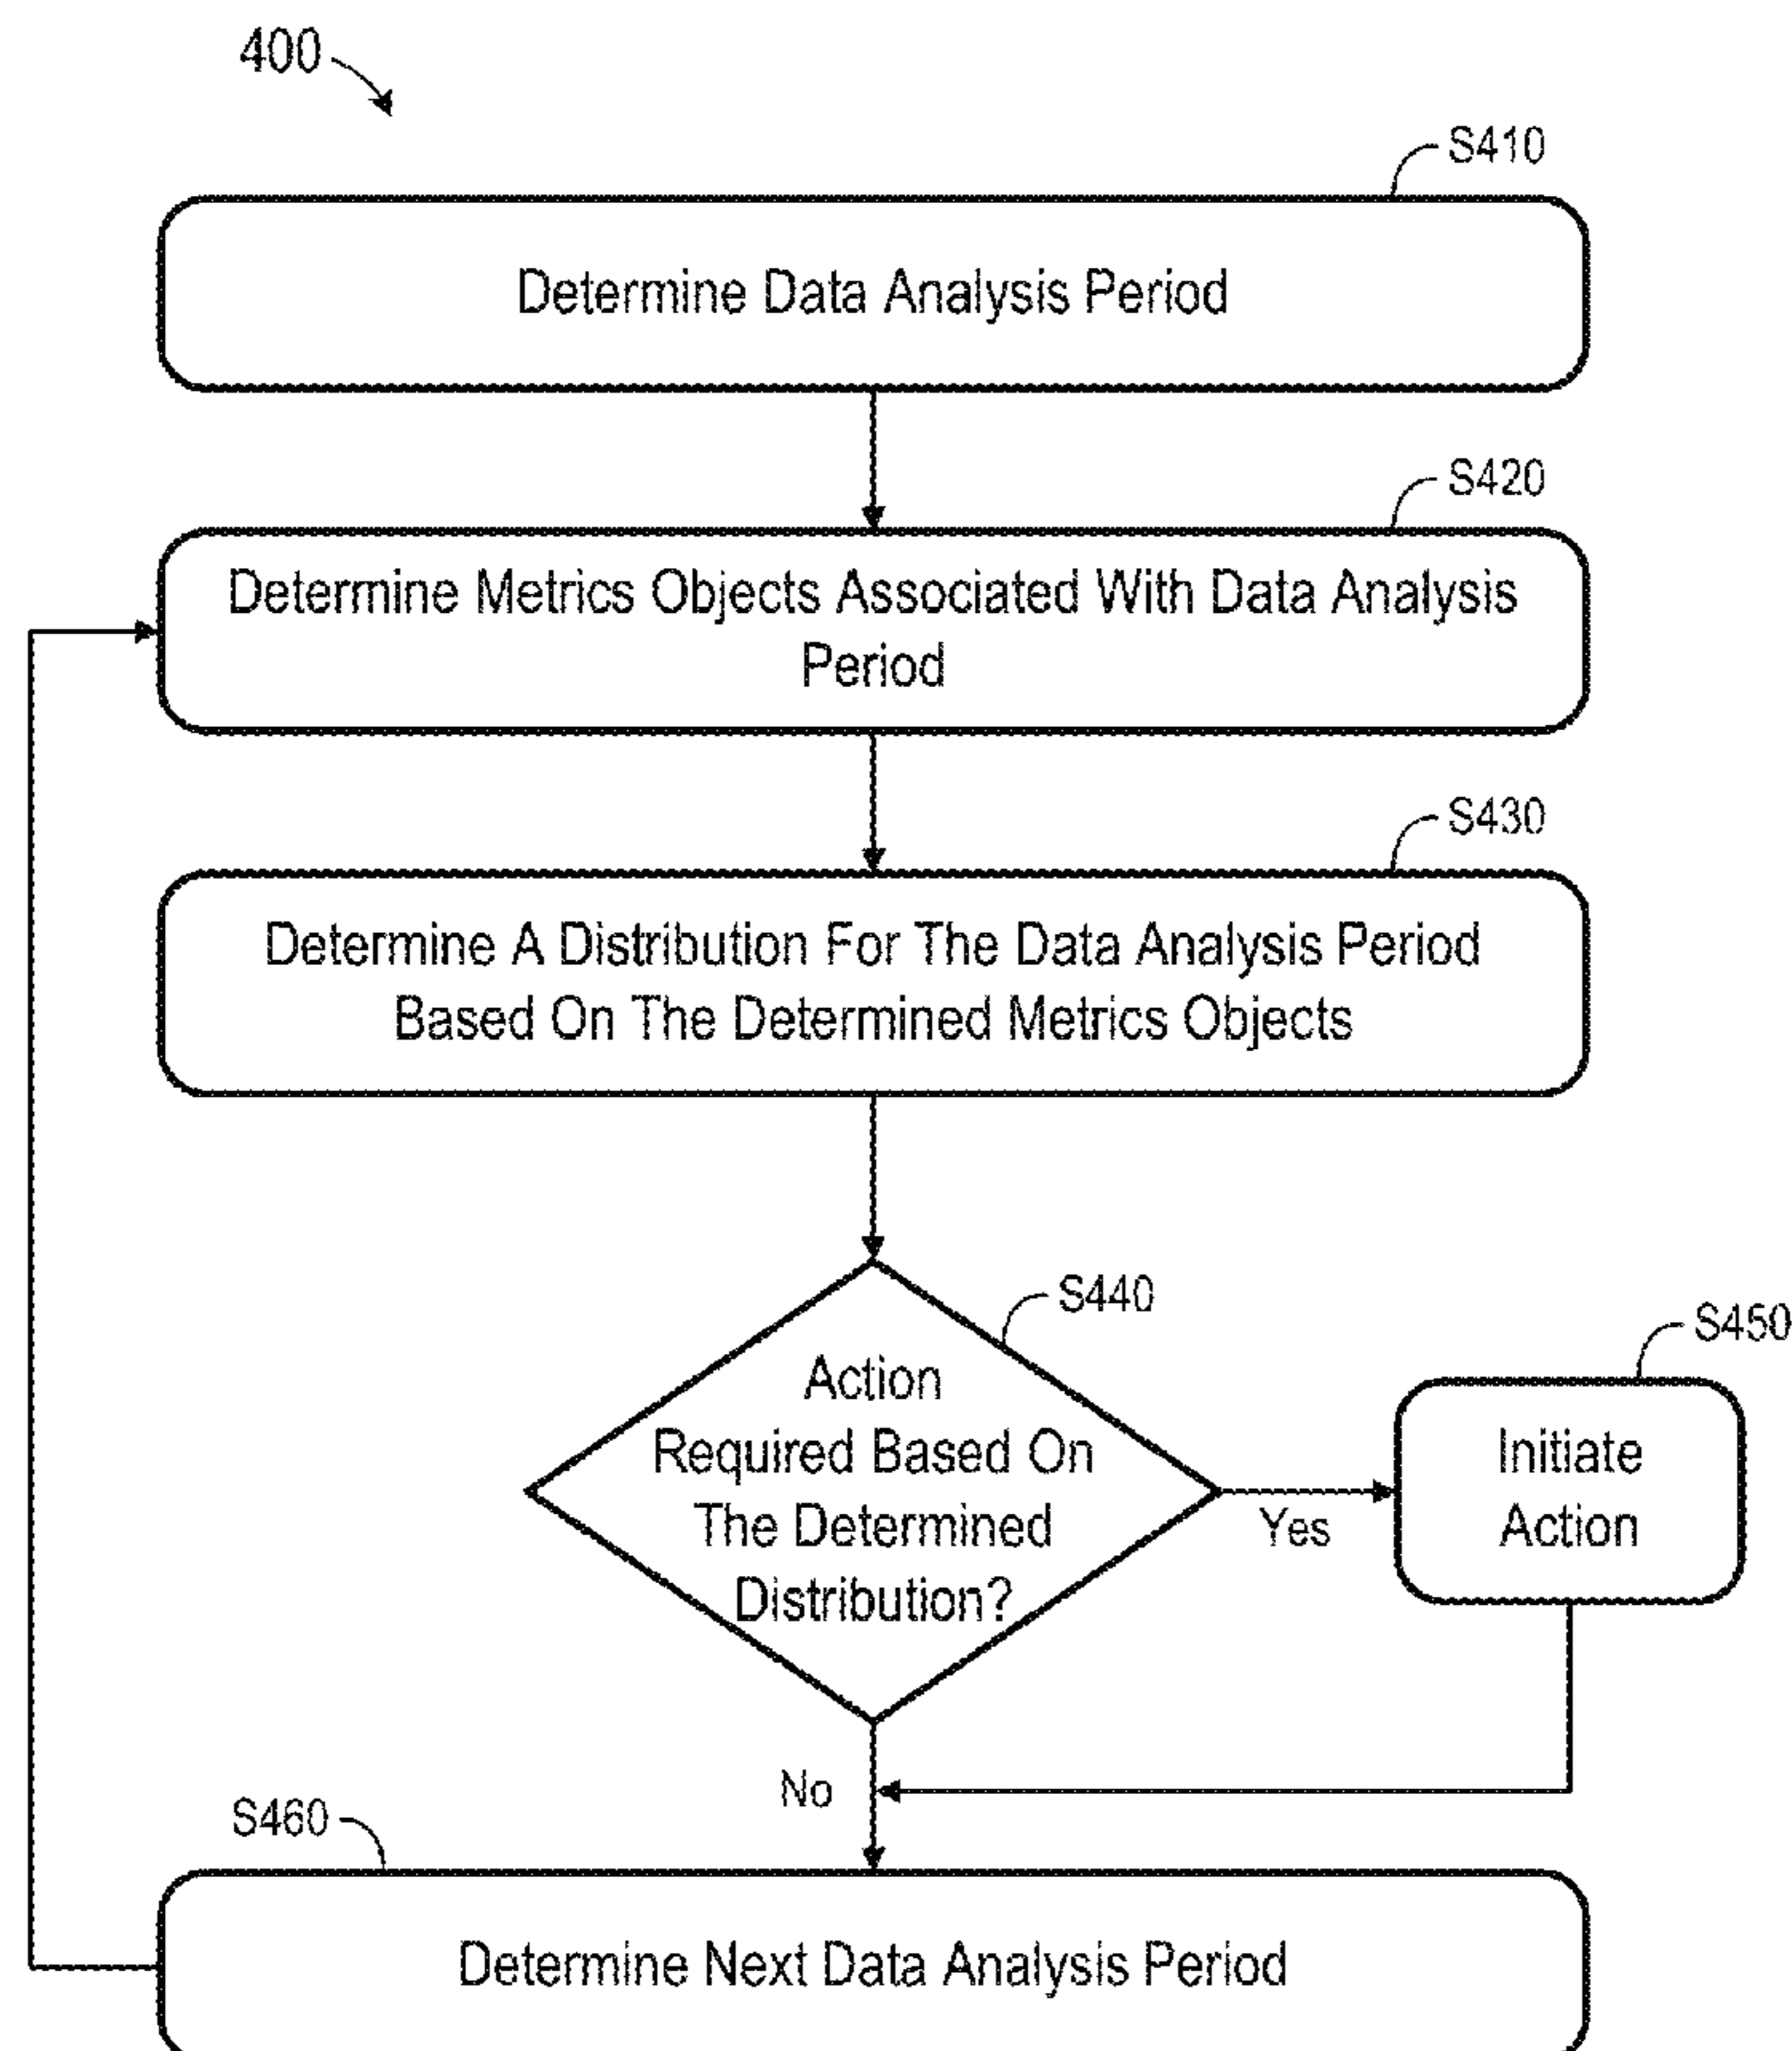 400
S410
Determine Data Analysis Period
S420
Determine Metrics Objects Associated With Data Analysis
Period
S430
Determine A Distribution For The Data Analysis Period
Based On The Determined Metrics Objects
S440
Action
Required Based On
The Determined
Distribution?
Yes
S450
Initiate
Action
No
S460
Determine Next Data Analysis Period